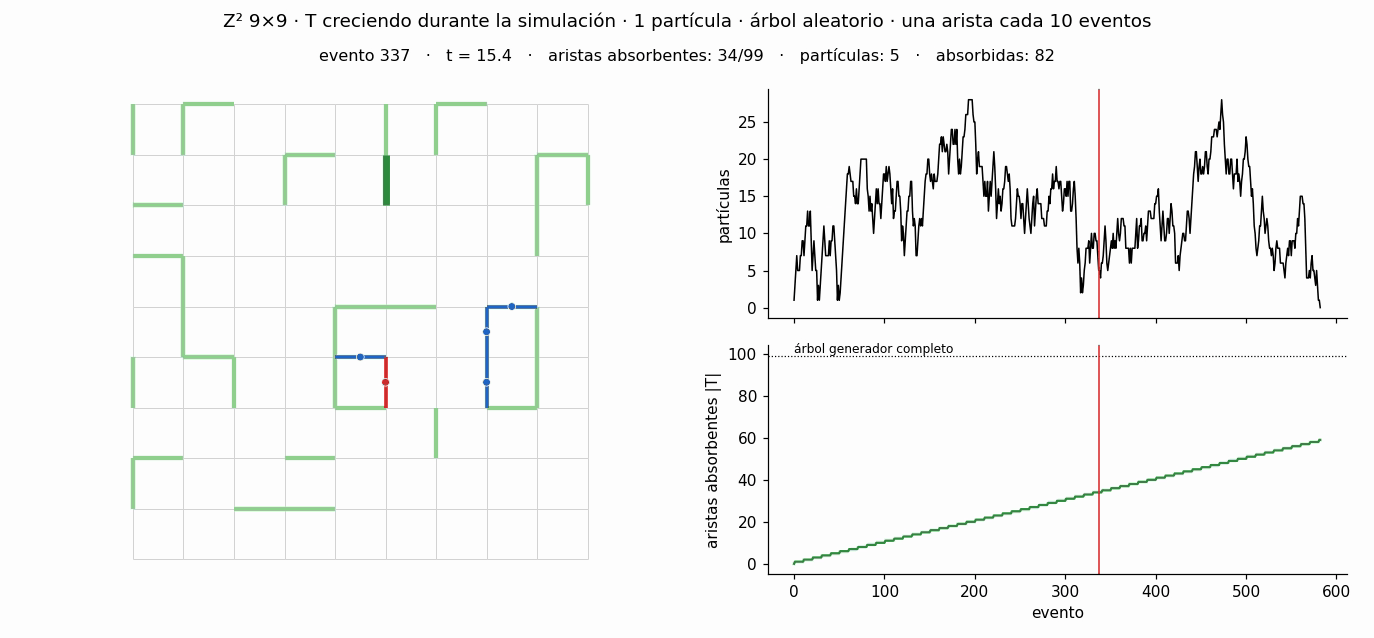 Z² 9×9 · T creciendo durante la simulación · 1 partícula · árbol aleatorio · una arista cada 10 eventos
evento 337 · t = 15.4 · aristas absorbentes: 34/99 · partículas: 5 · absorbidas: 82
partículas
25
20
15
10
5
0
aristas absorbentes |T|
árbol generador completo
100
80
60
40
20
0
0 100 200 300 400 500 600
evento